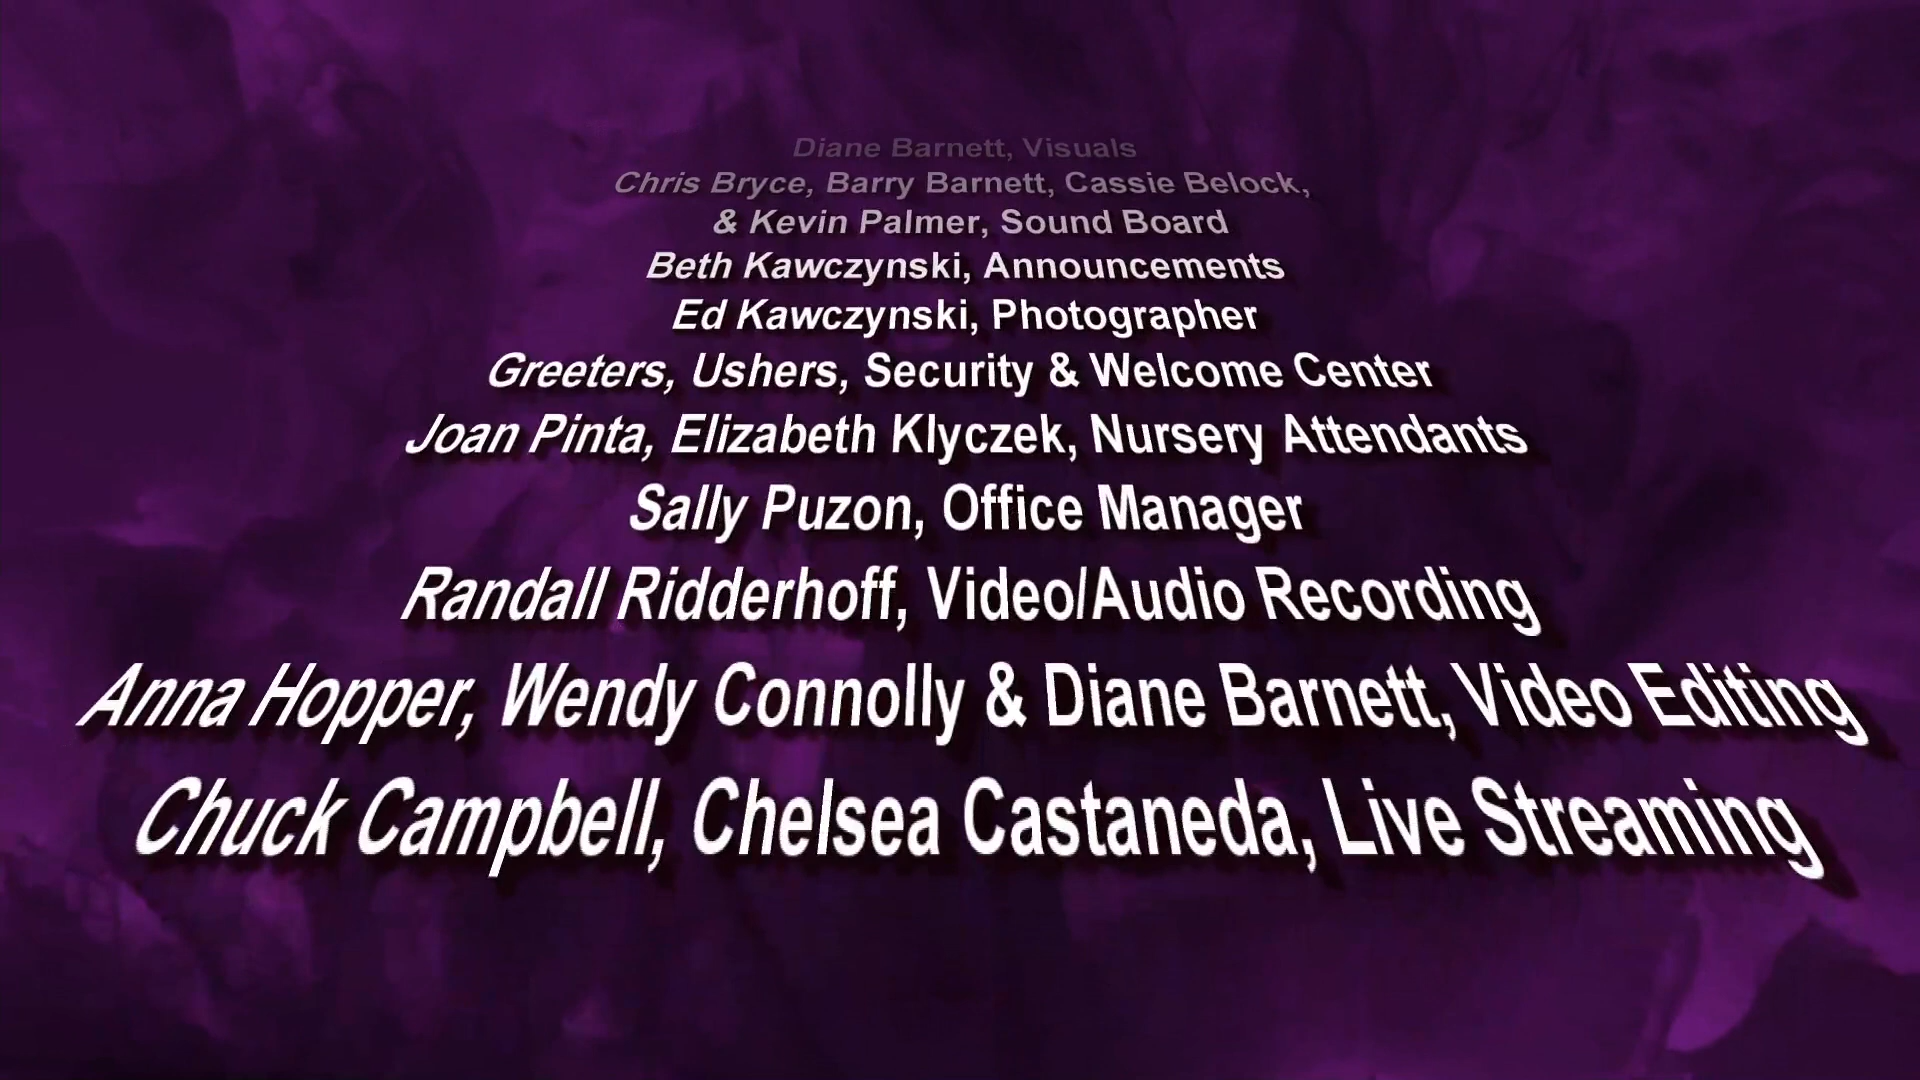 Diane Barnett, Visuals
Chris Bryce, Barry Barnett, Cassie Belock,
& Kevin Palmer, Sound Board
Beth Kawczynski, Announcements
Ed Kawczynski, Photographer
Greeters, Ushers, Security & Welcome Center
Joan Pinta, Elizabeth Klyczek, Nursery Attendants
Sally Puzon, Office Manager
Randall Ridderhoff, Video/Audio Recording
Anna Hopper, Wendy Connolly & Diane Barnett, Video Editing
Chuck Campbell, Chelsea Castaneda, Live Streaming